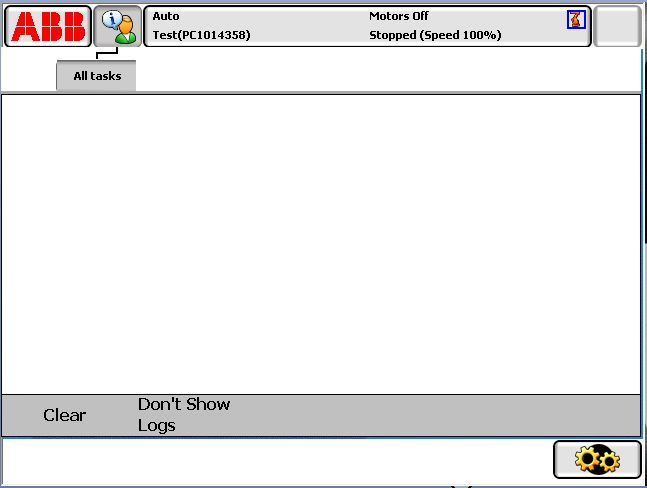 ABB
Auto
Motors Off
Test(PC1014358)
Stopped (Speed 100%)
All tasks
Clear
Don't Show
Logs